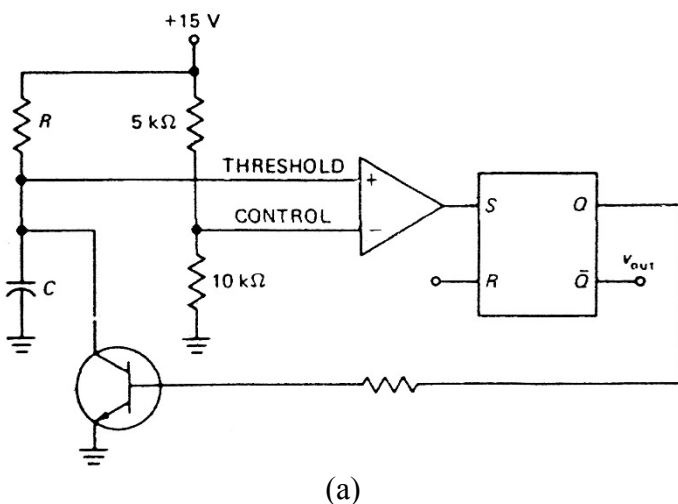 +15 V
R
5 kΩ
THRESHOLD
+
S
Q
CONTROL
−
v_out
C
10 kΩ
R
Q̄
(a)